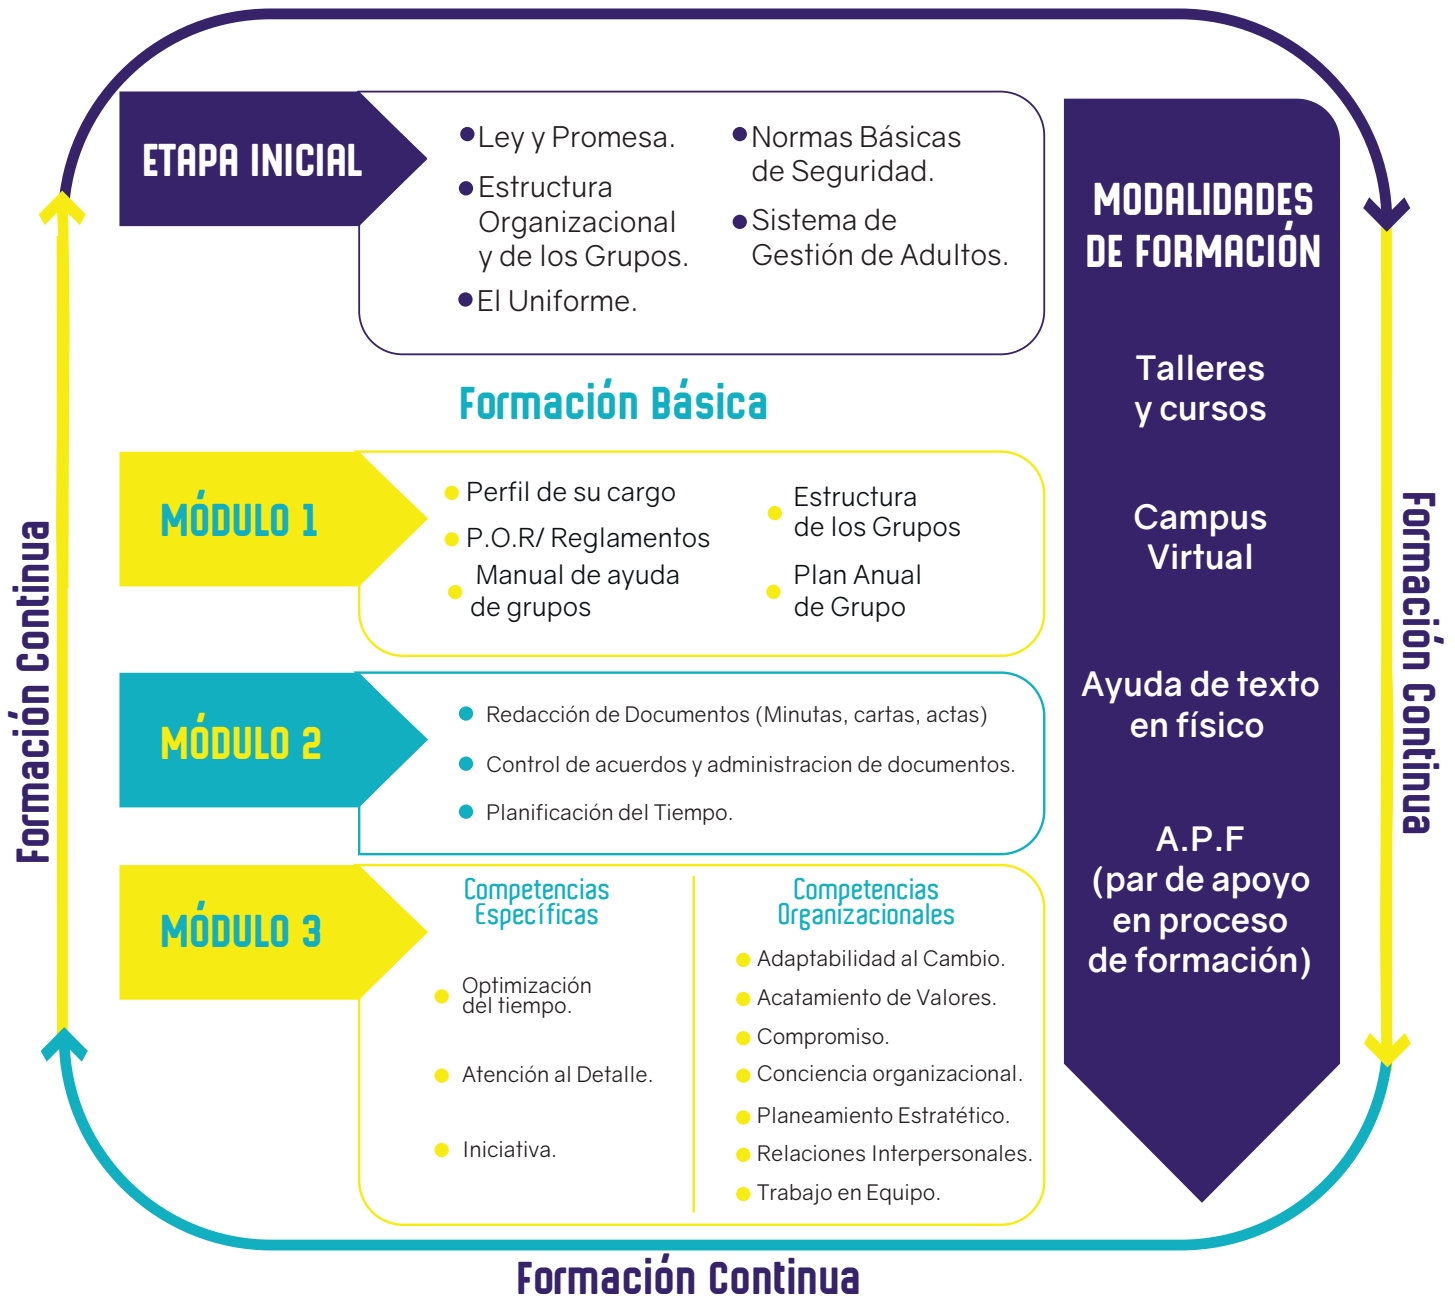 ETAPA INICIAL
Ley y Promesa.
Estructura
Organizacional
y de los Grupos.
El Uniforme.
Normas Básicas
de Seguridad.
Sistema de
Gestión de Adultos.
Formación Básica
MÓDULO 1
Perfil de su cargo
P.O.R/ Reglamentos
Manual de ayuda
de grupos
Estructura
de los Grupos
Plan Anual
de Grupo
MÓDULO 2
Redacción de Documentos (Minutas, cartas, actas)
Control de acuerdos y administracion de documentos.
Planificación del Tiempo.
MÓDULO 3
Competencias
Específicas
Optimización
del tiempo.
Atención al Detalle.
Iniciativa.
Competencias
Organizacionales
Adaptabilidad al Cambio.
Acatamiento de Valores.
Compromiso.
Conciencia organizacional.
Planeamiento Estratético.
Relaciones Interpersonales.
Trabajo en Equipo.
MODALIDADES
DE FORMACIÓN
Talleres
y cursos
Campus
Virtual
Ayuda de texto
en físico
A.P.F
(par de apoyo
en proceso
de formación)
Formación Continua
Formación Continua
Formación Continua